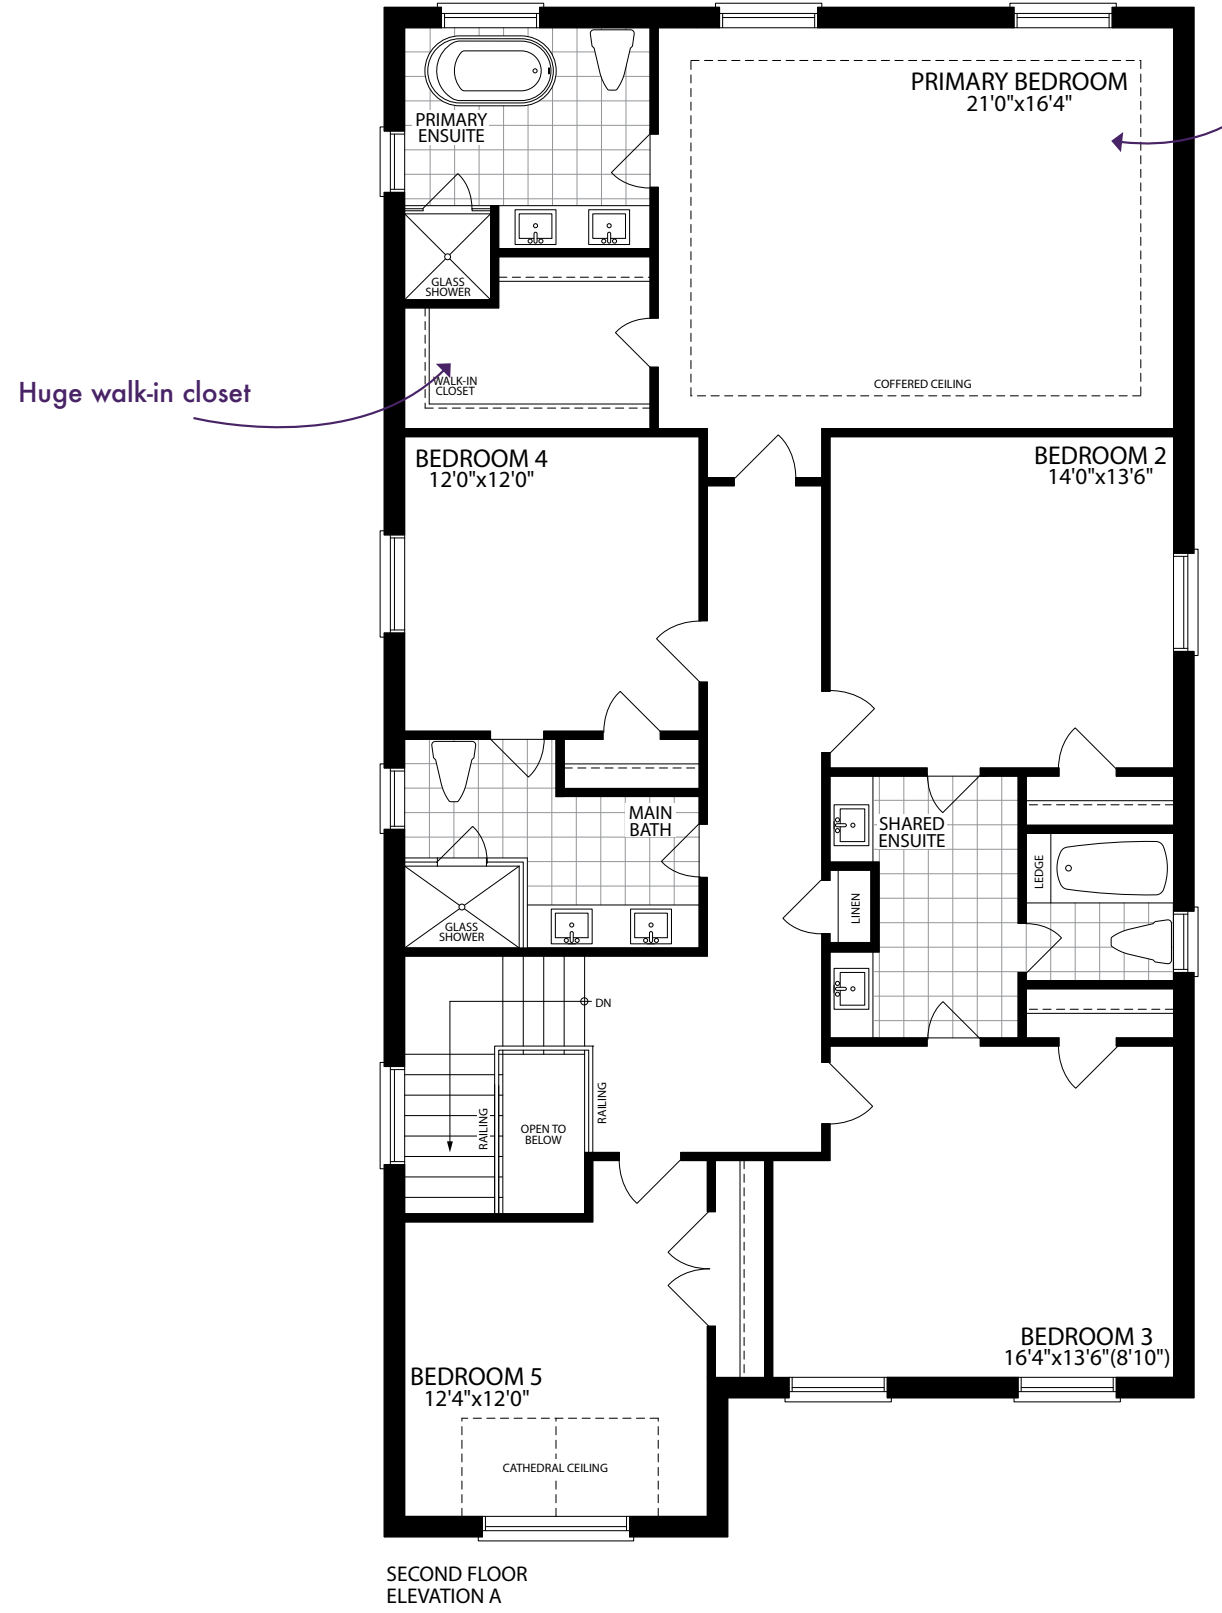 PRIMARY BEDROOM
21'0"x16'4"
PRIMARY
ENSUITE
GLASS
SHOWER
Huge walk-in closet
WALK-IN
CLOSET
COFFERED CEILING
BEDROOM 4
12'0"x12'0"
BEDROOM 2
14'0"x13'6"
MAIN
BATH
SHARED
ENSUITE
LEDGE
LINEN
GLASS
SHOWER
DN
RAILING
RAILING
OPEN TO
BELOW
BEDROOM 3
16'4"x13'6"(8'10")
BEDROOM 5
12'4"x12'0"
CATHEDRAL CEILING
SECOND FLOOR
ELEVATION A